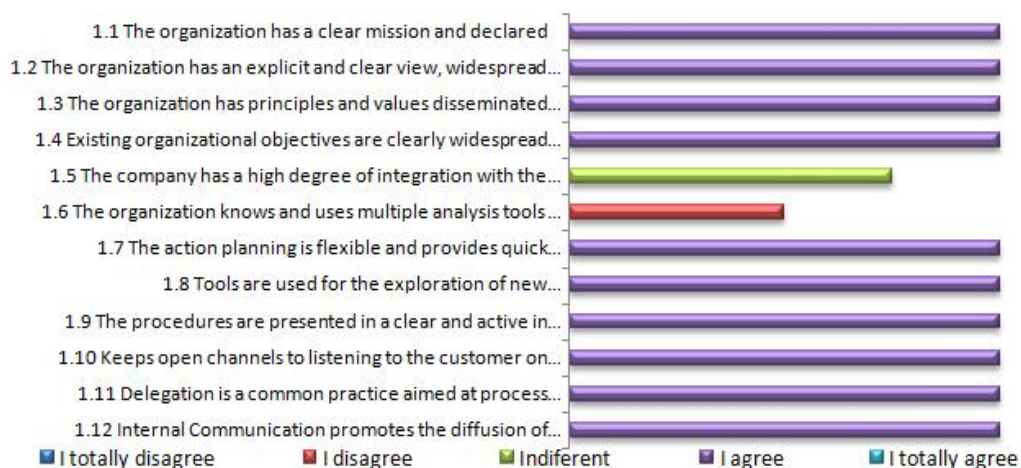 1.1 The organization has a clear mission and declared
1.2 The organization has an explicit and clear view, widespread...
1.3 The organization has principles and values disseminated...
1.4 Existing organizational objectives are clearly widespread...
1.5 The company has a high degree of integration with the...
1.6 The organization knows and uses multiple analysis tools...
1.7 The action planning is flexible and provides quick...
1.8 Tools are used for the exploration of new...
1.9 The procedures are presented in a clear and active in...
1.10 Keeps open channels to listening to the customer on...
1.11 Delegation is a common practice aimed at process...
1.12 Internal Communication promotes the diffusion of...
I totally disagree I disagree Indiferent I agree I totally agree